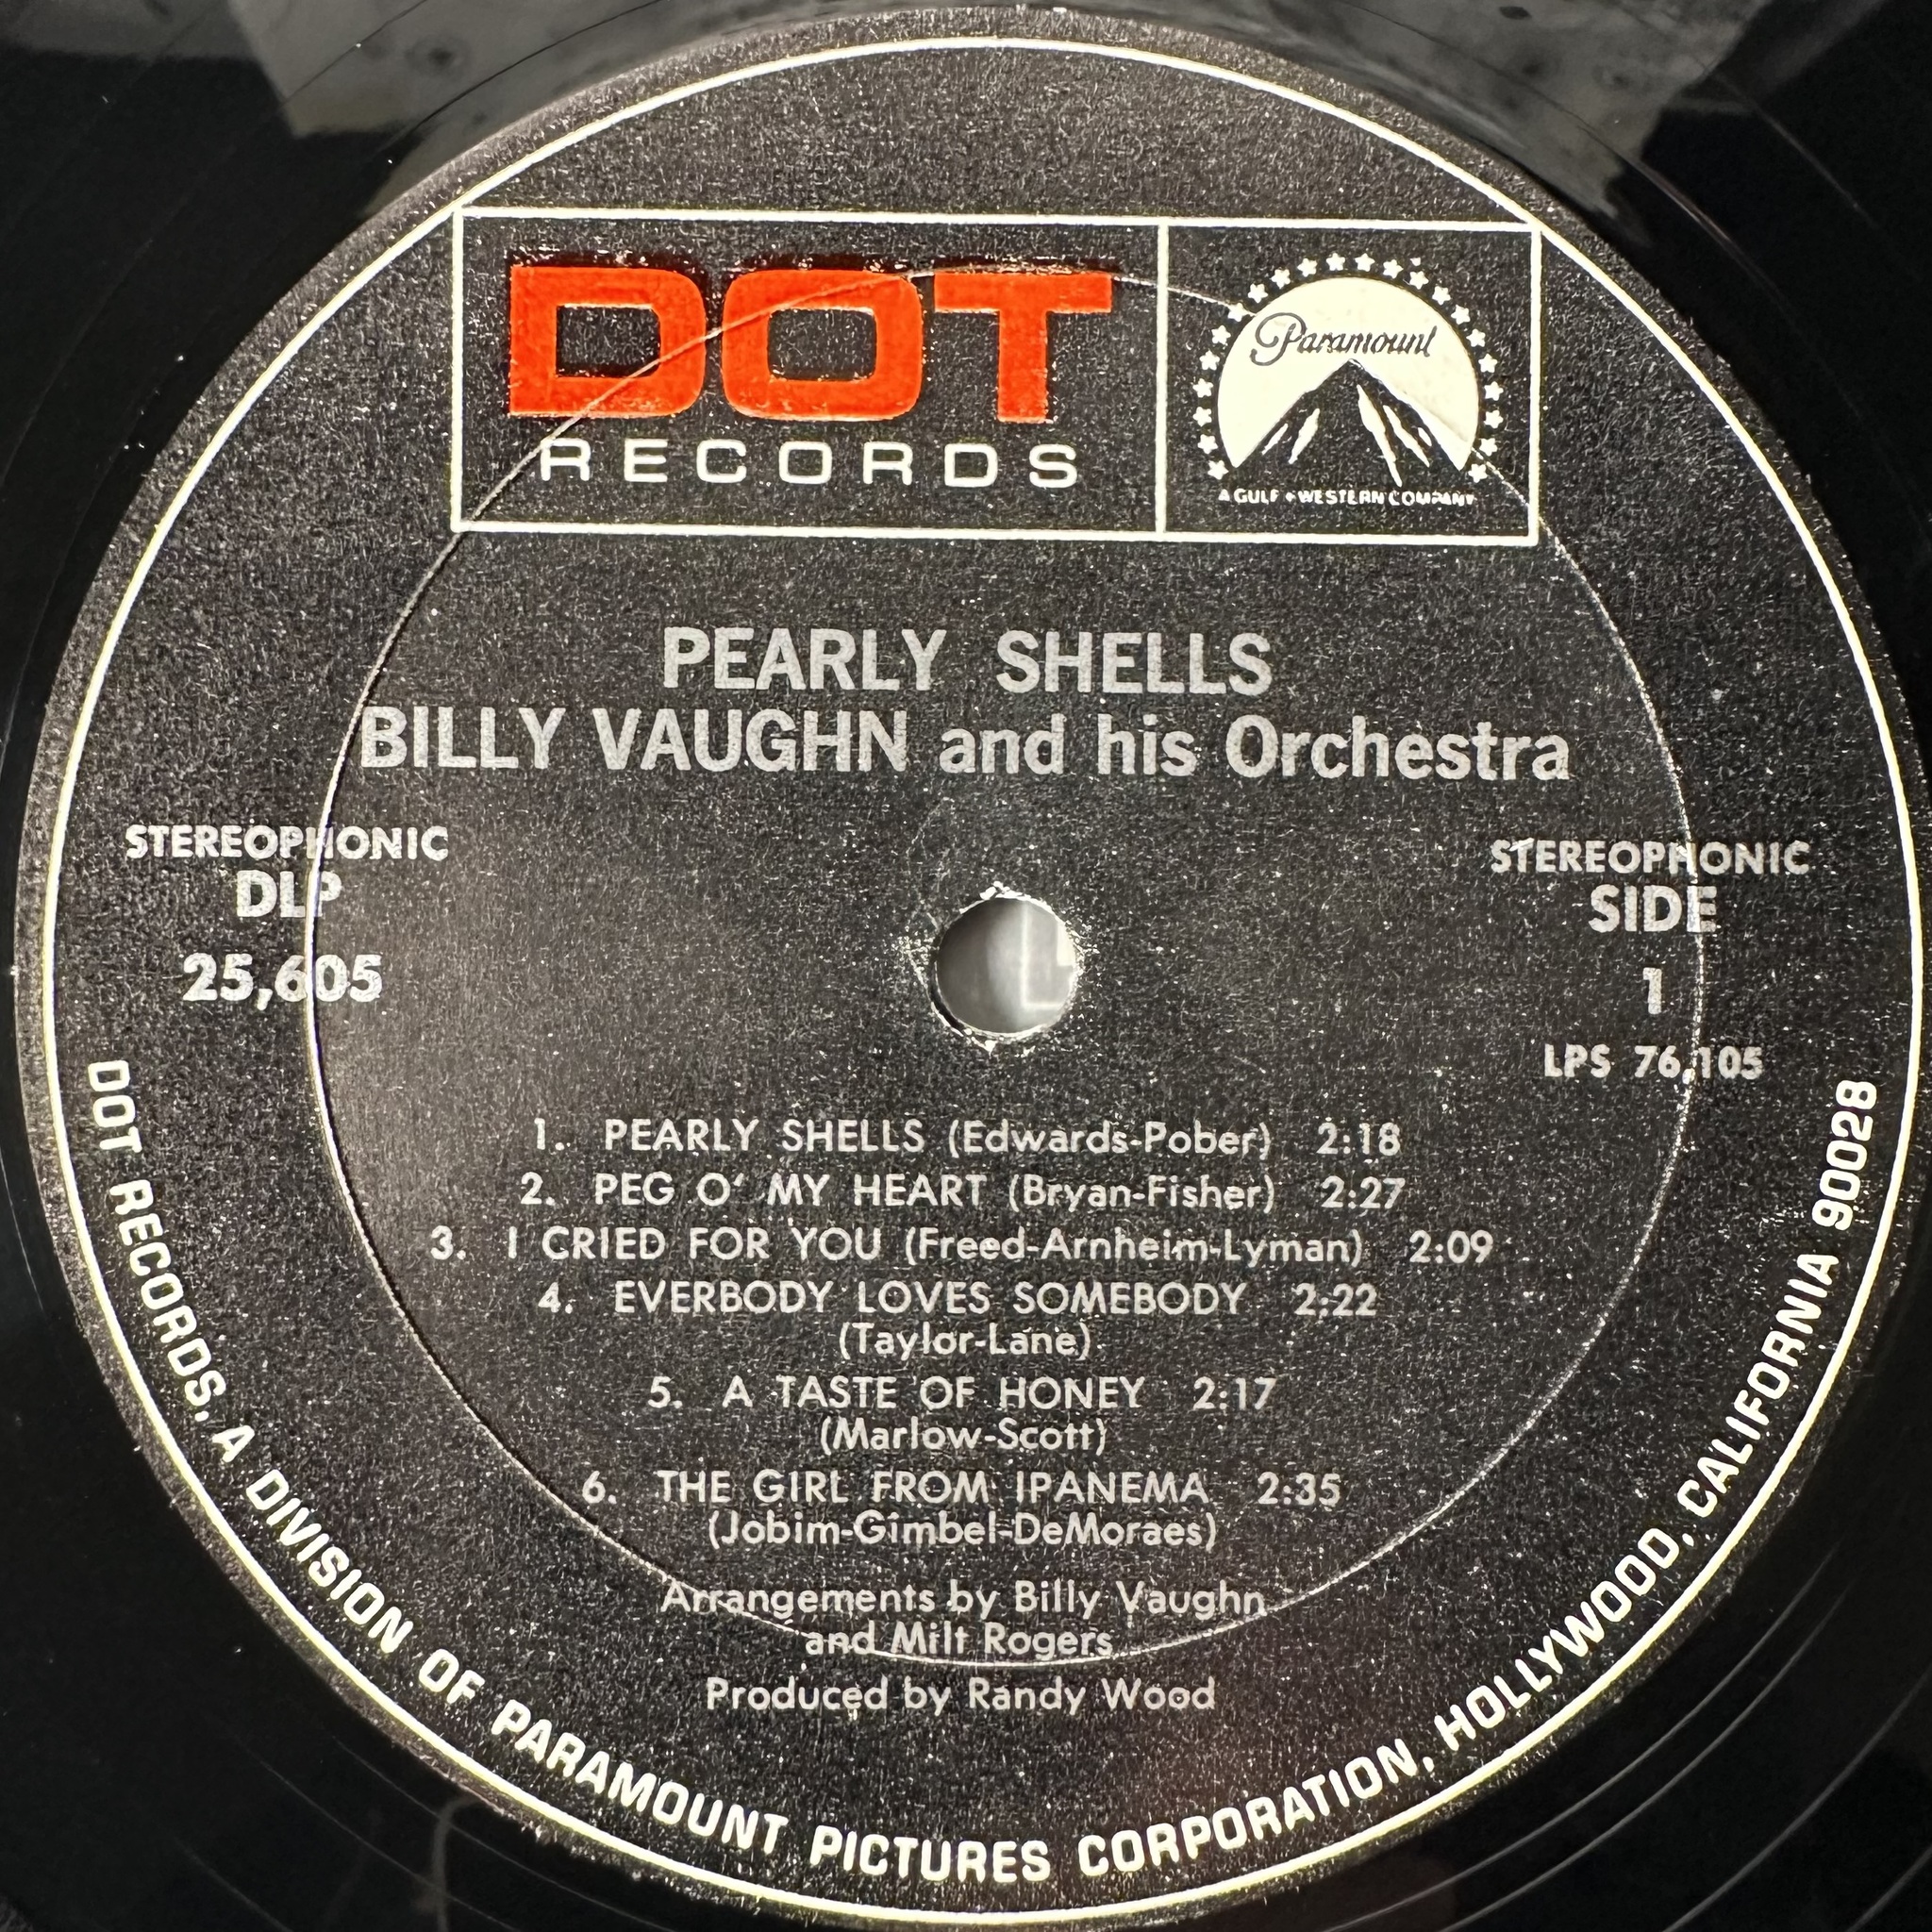 DOT
RECORDS
Paramount
A GULF + WESTERN COMPANY
PEARLY SHELLS
BILLY VAUGHN and his Orchestra
STEREOPHONIC
DLP
25,605
STEREOPHONIC
SIDE
1
LPS 76,105
1. PEARLY SHELLS (Edwards-Pober) 2:18
2. PEG O' MY HEART (Bryan-Fisher) 2:27
3. I CRIED FOR YOU (Freed-Arnheim-Lyman) 2:09
4. EVERBODY LOVES SOMEBODY 2:22
(Taylor-Lane)
5. A TASTE OF HONEY 2:17
(Marlow-Scott)
6. THE GIRL FROM IPANEMA 2:35
(Jobim-Gimbel-DeMoraes)
Arrangements by Billy Vaughn
and Milt Rogers
Produced by Randy Wood
DOT RECORDS, A DIVISION OF PARAMOUNT PICTURES CORPORATION, HOLLYWOOD, CALIFORNIA 90028